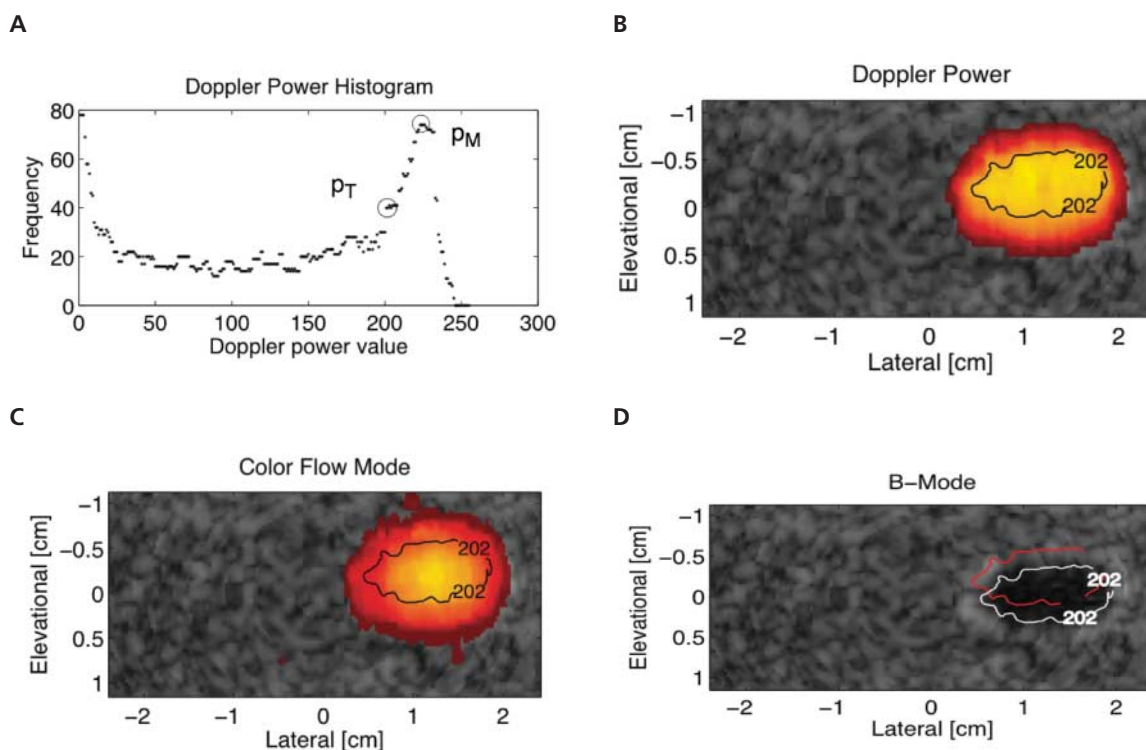 A
Doppler Power Histogram
80
60
40
20
0
Frequency
pM
pT
0 50 100 150 200 250 300
Doppler power value
B
Doppler Power
-1
-0.5
0
0.5
1
Elevational [cm]
202
202
-2 -1 0 1 2
Lateral [cm]
C
Color Flow Mode
-1
-0.5
0
0.5
1
Elevational [cm]
202
202
-2 -1 0 1 2
Lateral [cm]
D
B-Mode
-1
-0.5
0
0.5
1
Elevational [cm]
202
202
-2 -1 0 1 2
Lateral [cm]